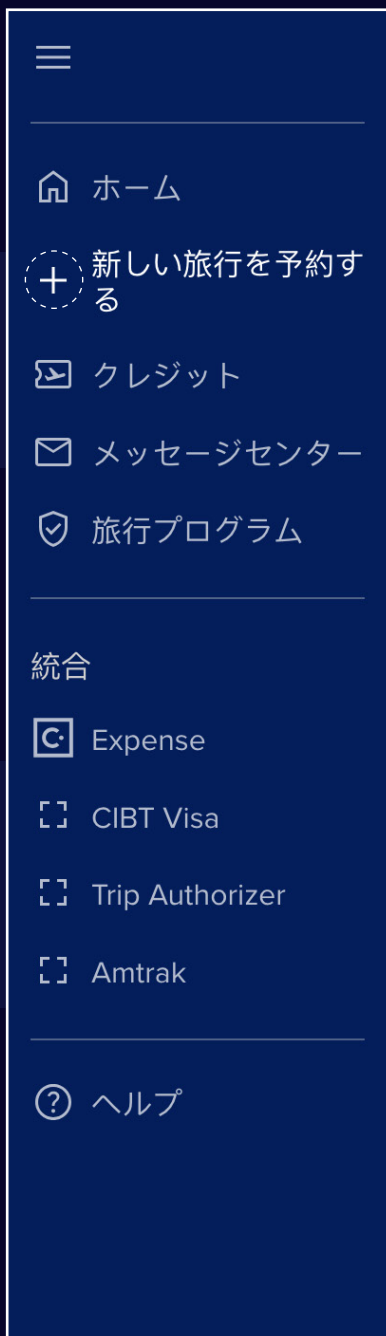 ホーム
新しい旅行を予約す
る
クレジット
メッセージセンター
旅行プログラム
統合
Expense
CIBT Visa
Trip Authorizer
Amtrak
ヘルプ